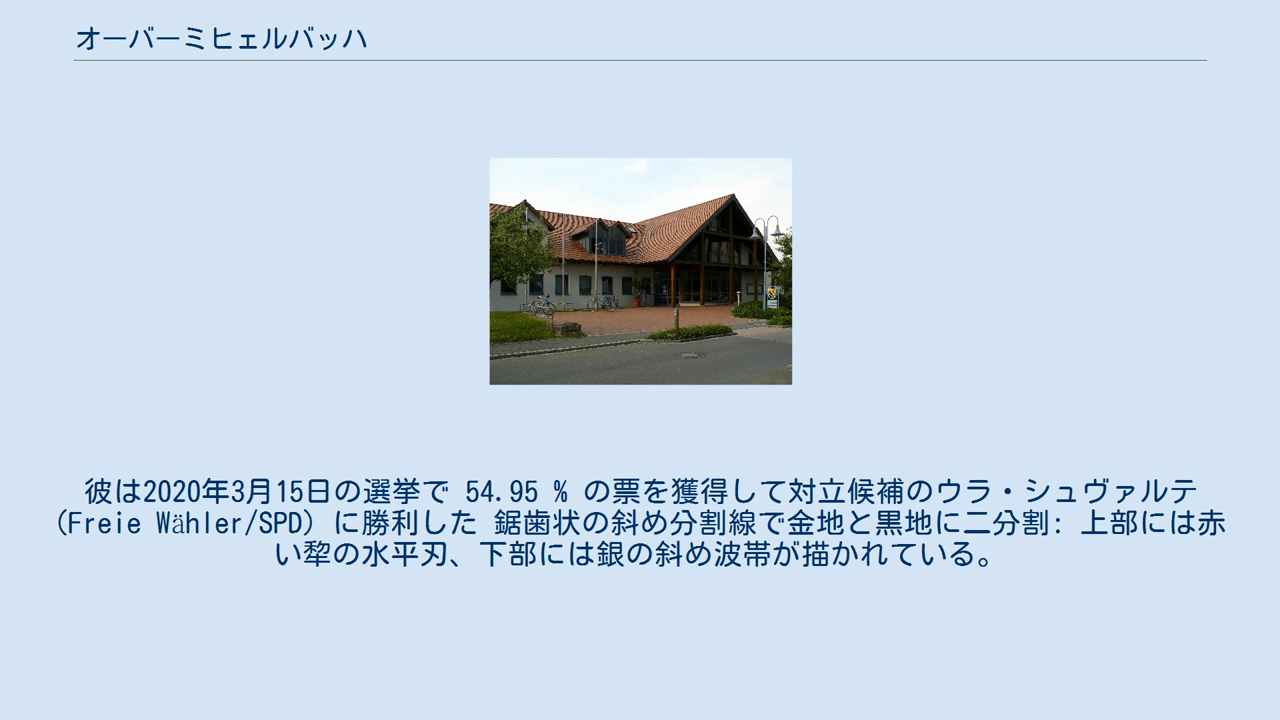 オーバーミヒェルバッハ
彼は2020年3月15日の選挙で 54.95 % の票を獲得して対立候補のウラ・シュヴァルテ
(Freie Wähler/SPD) に勝利した 鋸歯状の斜め分割線で金地と黒地に二分割: 上部には赤
い犂の水平刃、下部には銀の斜め波帯が描かれている。